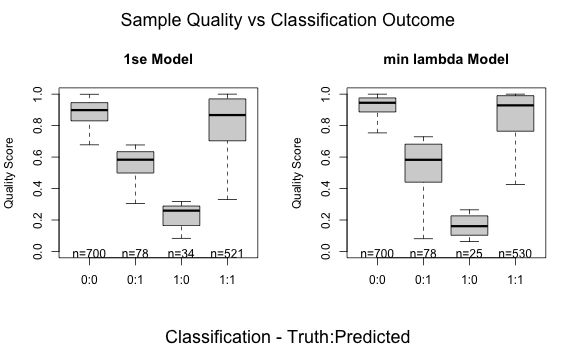 Sample Quality vs Classification Outcome
1se Model
min lambda Model
Quality Score
1.0
0.8
0.6
0.4
0.2
0.0
n=700 n=78 n=34 n=521
0:0 0:1 1:0 1:1
Quality Score
1.0
0.8
0.6
0.4
0.2
0.0
n=700 n=78 n=25 n=530
0:0 0:1 1:0 1:1
Classification - Truth:Predicted